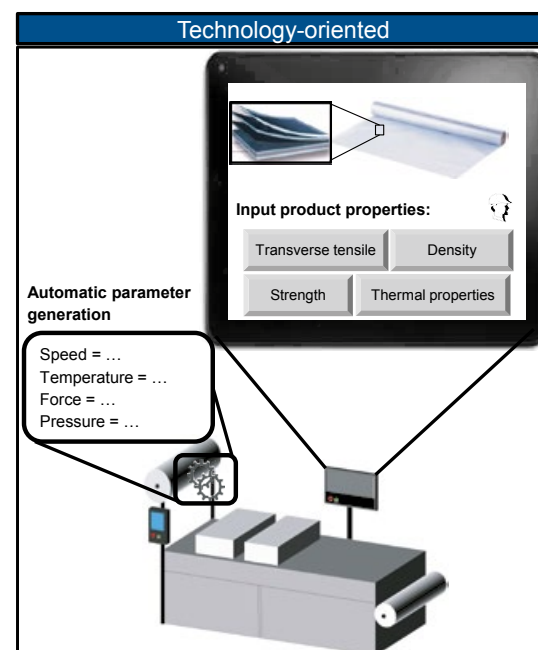 Technology-oriented
Input product properties:
Transverse tensile
Density
Strength
Thermal properties
Automatic parameter
generation
Speed = …
Temperature = …
Force = …
Pressure = …